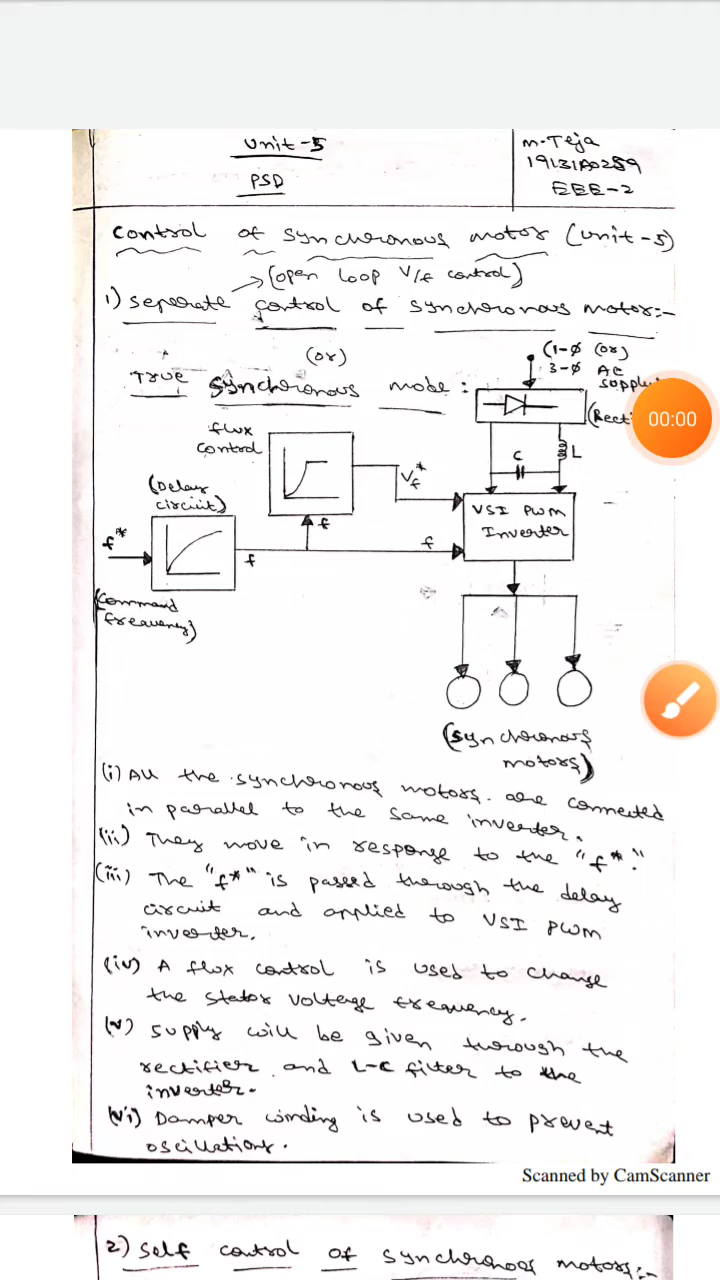 Unit-5
PSD
M.Teja
19131A0259
EEE-2
Control of synchronous motor (unit-5)
(open loop V/f control)
1) Seperate control of synchronous motor:-
(or)
True synchronous mode:
(1-ϕ (or)
3-ϕ AC
supply
(Rect
00:00
flux
control
C
L
V_f*
(Delay
circuit)
VSI PWM
Inverter
f*
f
f
f
(Command
frequency)
(synchronous
motors)
(i) All the synchronous motors. are connected
in parallel to the same inverter.
(ii) They move in response to the "f*".
(iii) The "f*" is passed through the delay
circuit and applied to VSI PWM
inverter.
(iv) A flux control is used to change
the stator voltage frequency.
(v) supply will be given through the
rectifier and L-C filter to the
inverter.
(vi) Damper winding is used to prevent
oscillations.
Scanned by CamScanner
2) Self control of synchronous motors:-